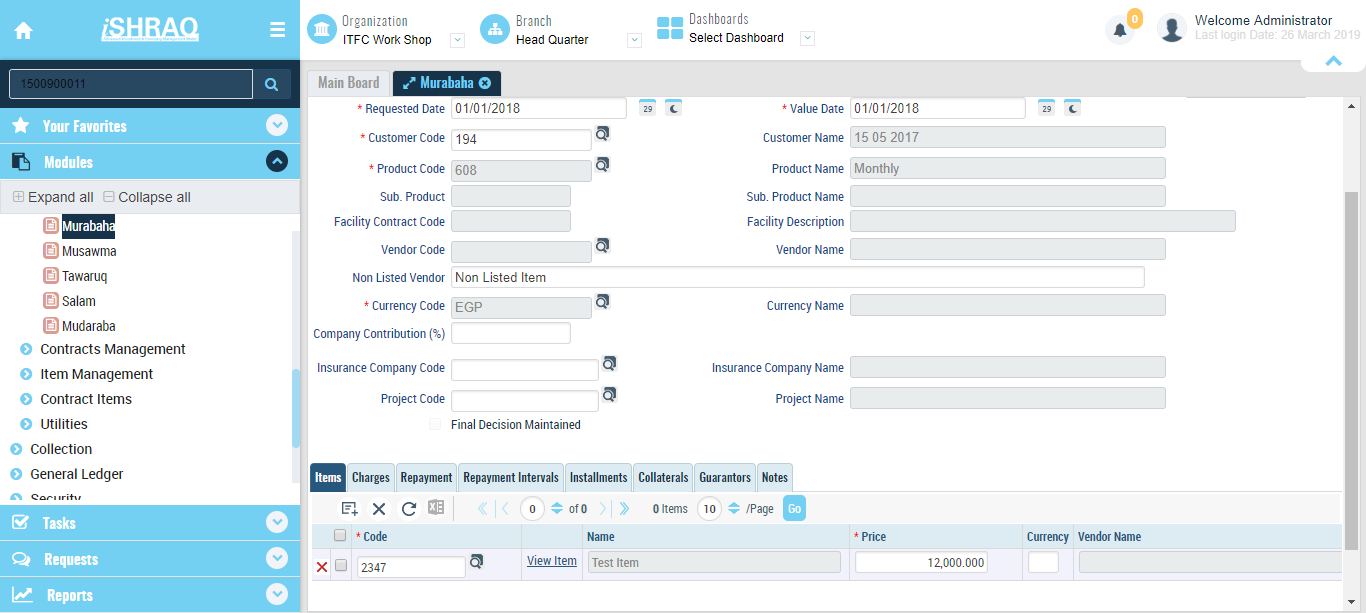 iSHRAQ
Organization
ITFC Work Shop
Branch
Head Quarter
Dashboards
Select Dashboard
0
Welcome Administrator
Last login Date: 26 March 2019
1500900011
Your Favorites
Modules
Expand all Collapse all
Murabaha
Musawma
Tawaruq
Salam
Mudaraba
Contracts Management
Item Management
Contract Items
Utilities
Collection
General Ledger
Security
Tasks
Requests
Reports
Main Board
Murabaha
* Requested Date 01/01/2018 29
* Value Date 01/01/2018 29
* Customer Code 194
Customer Name 15 05 2017
* Product Code 608
Product Name Monthly
Sub. Product
Sub. Product Name
Facility Contract Code
Facility Description
Vendor Code
Vendor Name
Non Listed Vendor Non Listed Item
* Currency Code EGP
Currency Name
Company Contribution (%)
Insurance Company Code
Insurance Company Name
Project Code
Project Name
Final Decision Maintained
Items Charges Repayment Repayment Intervals Installments Collaterals Guarantors Notes
0 of 0 0 Items 10 /Page Go
* Code Name * Price Currency Vendor Name
2347 View Item Test Item 12,000.000